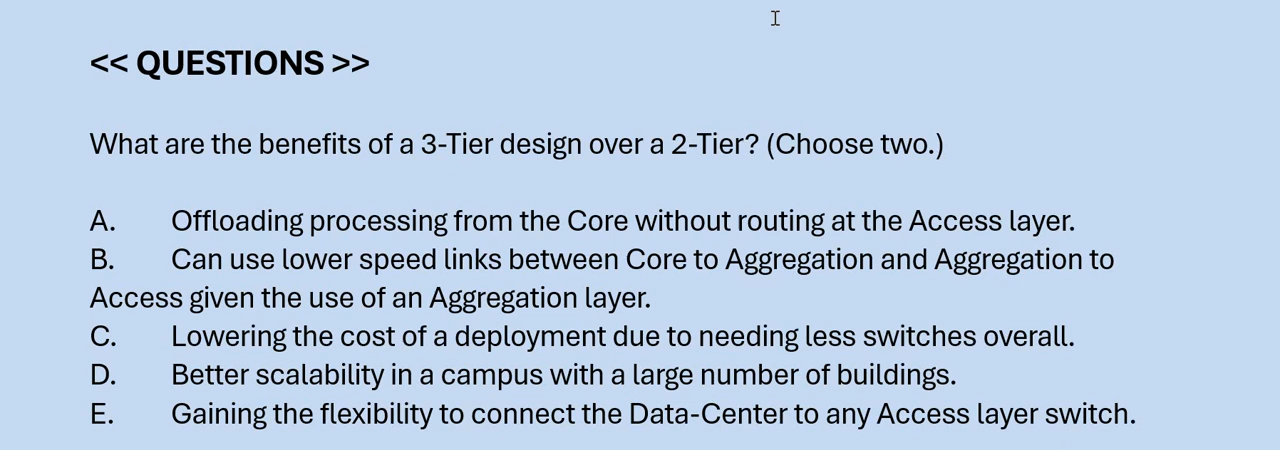 << QUESTIONS >>
What are the benefits of a 3-Tier design over a 2-Tier? (Choose two.)
A. Offloading processing from the Core without routing at the Access layer.
B. Can use lower speed links between Core to Aggregation and Aggregation to
Access given the use of an Aggregation layer.
C. Lowering the cost of a deployment due to needing less switches overall.
D. Better scalability in a campus with a large number of buildings.
E. Gaining the flexibility to connect the Data-Center to any Access layer switch.